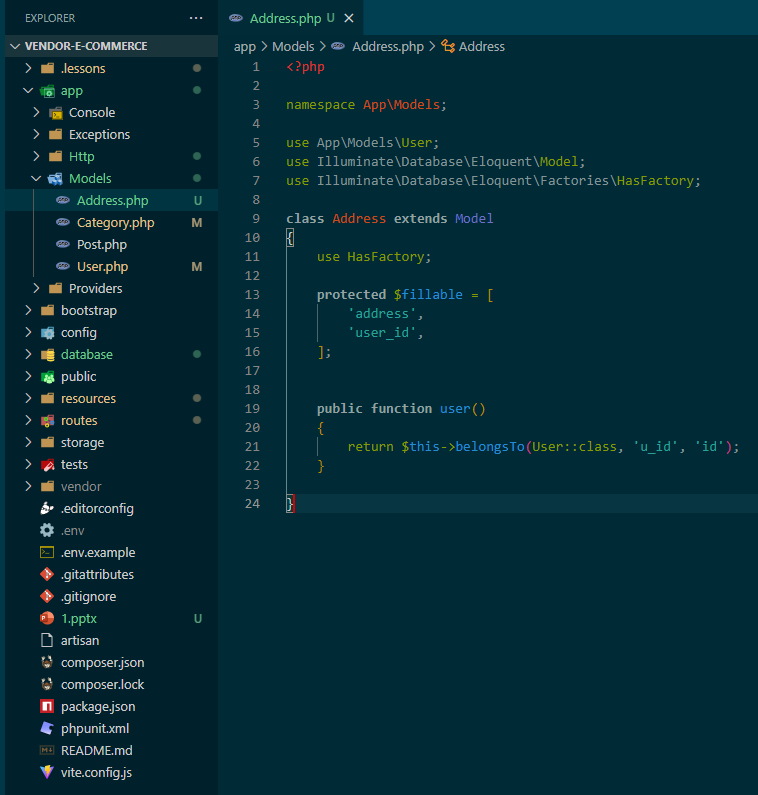 EXPLORER
VENDOR-E-COMMERCE
.lessons
app
Console
Exceptions
Http
Models
Address.php U
Category.php M
Post.php
User.php M
Providers
bootstrap
config
database
public
resources
routes
storage
tests
vendor
.editorconfig
.env
.env.example
.gitattributes
.gitignore
1.pptx U
artisan
composer.json
composer.lock
package.json
phpunit.xml
README.md
vite.config.js
Address.php U
app > Models > Address.php > Address
1 <?php
2
3 namespace App\Models;
4
5 use App\Models\User;
6 use Illuminate\Database\Eloquent\Model;
7 use Illuminate\Database\Eloquent\Factories\HasFactory;
8
9 class Address extends Model
10 {
11     use HasFactory;
12
13     protected $fillable = [
14         'address',
15         'user_id',
16     ];
17
18
19     public function user()
20     {
21         return $this->belongsTo(User::class, 'u_id', 'id');
22     }
23
24 }